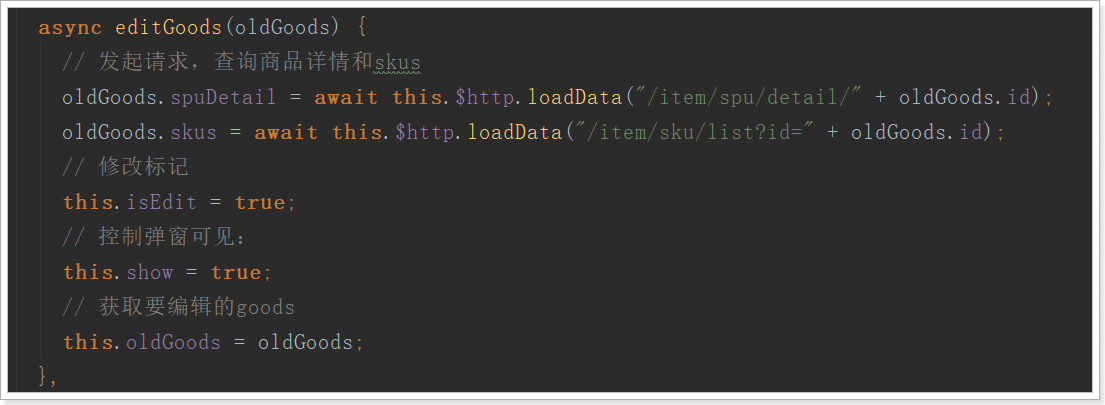 async editGoods(oldGoods) {
// 发起请求，查询商品详情和skus
oldGoods.spuDetail = await this.$http.loadData("/item/spu/detail/" + oldGoods.id);
oldGoods.skus = await this.$http.loadData("/item/sku/list?id=" + oldGoods.id);
// 修改标记
this.isEdit = true;
// 控制弹窗可见：
this.show = true;
// 获取要编辑的goods
this.oldGoods = oldGoods;
},